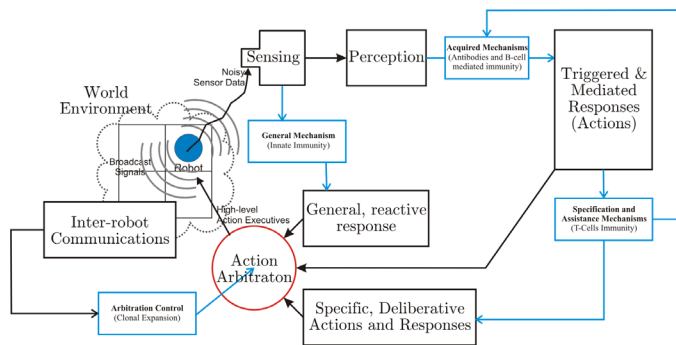 Sensing
Perception
Acquired Mechanisms
(Antibodies and B-cell
mediated immunity)
Triggered &
Mediated
Responses
(Actions)
Noisy
Sensor Data
World
Environment
General Mechanism
(Innate Immunity)
Broadcast
Signals
Robot
Inter-robot
Communications
High-level
Action Executives
General, reactive
response
Specification and
Assistance Mechanisms
(T-Cells Immunity)
Action
Arbitraton
Arbitration Control
(Clonal Expansion)
Specific, Deliberative
Actions and Responses